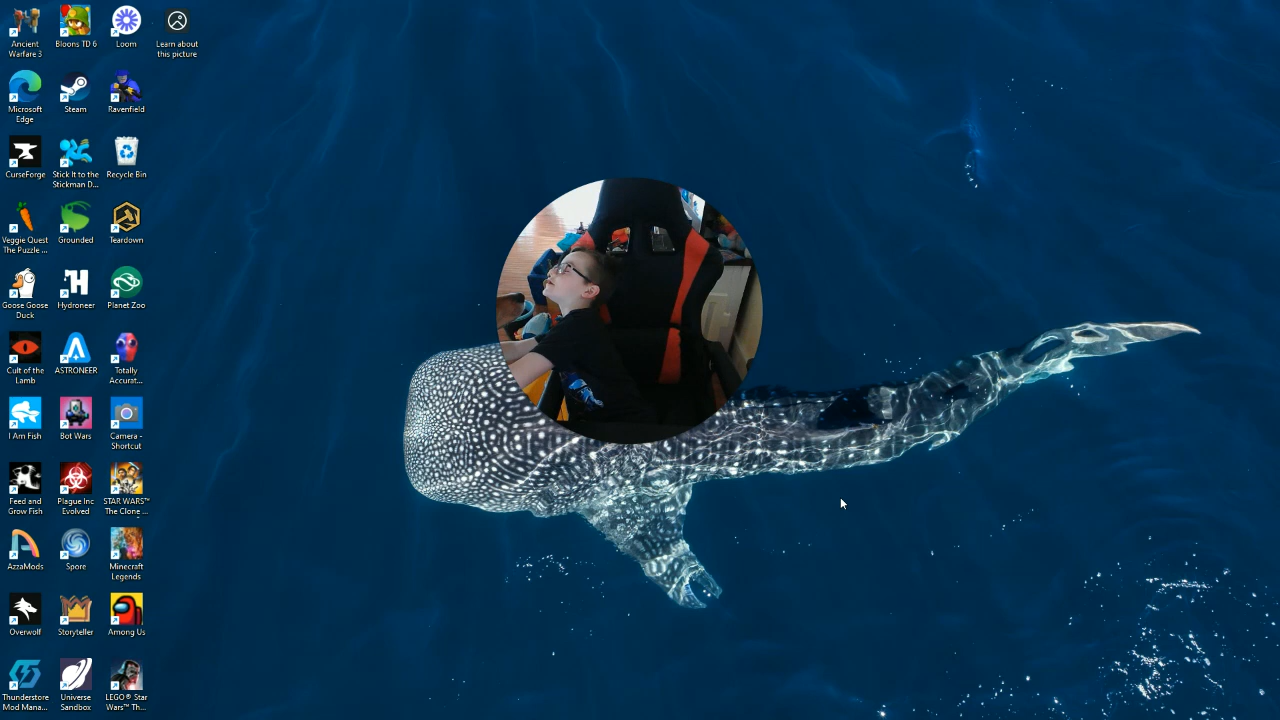 Ancient
Warfare 3
Bloons TD 6
Loom
Learn about
this picture
Microsoft
Edge
Steam
Ravenfield
CurseForge
Stick It to the
Stickman D...
Recycle Bin
Veggie Quest
The Puzzle ...
Grounded
Teardown
Goose Goose
Duck
Hydroneer
Planet Zoo
Cult of the
Lamb
ASTRONEER
Totally
Accurat...
I Am Fish
Bot Wars
Camera -
Shortcut
Feed and
Grow Fish
Plague Inc
Evolved
STAR WARS™
The Clone ...
AzzaMods
Spore
Minecraft
Legends
Overwolf
Storyteller
Among Us
Thunderstore
Mod Mana...
Universe
Sandbox
LEGO® Star
Wars™ Th...